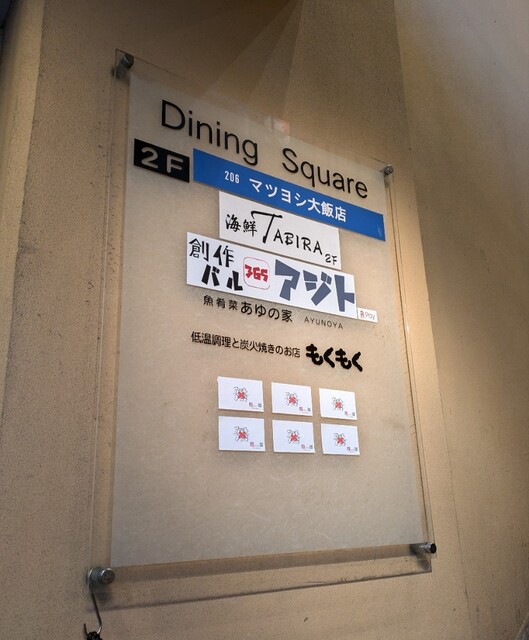 Dining Square
2F
206 マツヨシ大飯店
海鮮 TABIRA 2F
創作バル 365 アジト
Pay
魚肴菜 あゆの家 AYUNOYA
低温調理と炭火焼きのお店 もくもく